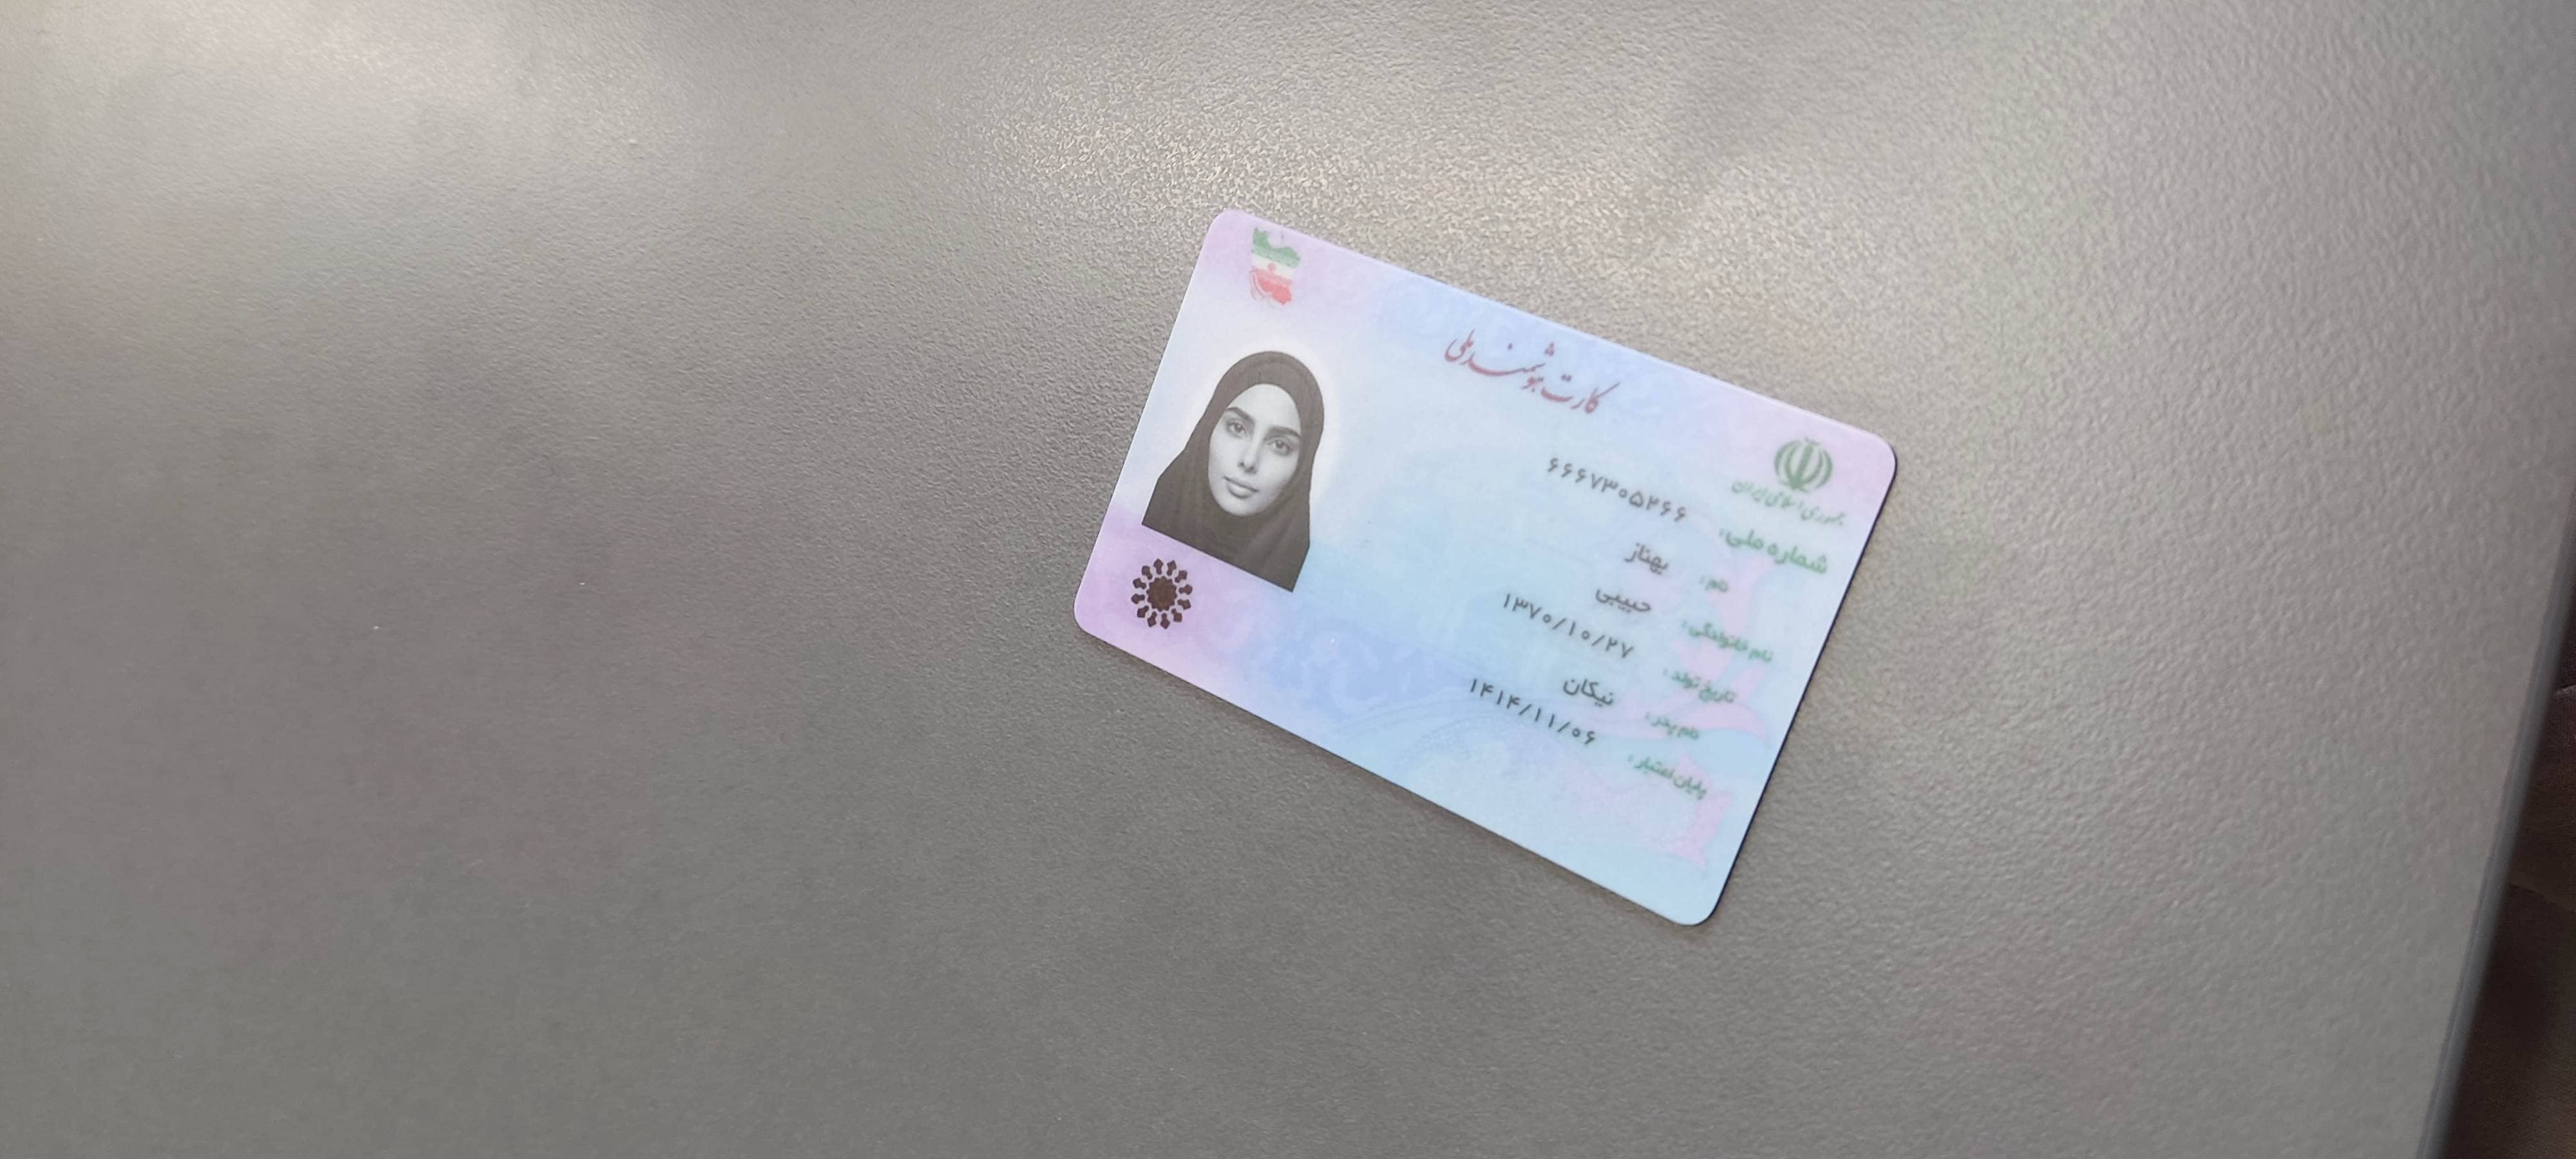 کارت هوشمند ملی
جمهوری اسلامی ایران
شماره ملی: ۶۶۶۷۳۰۵۲۶۶
نام: بهناز
نام خانوادگی: حبیبی
تاریخ تولد: ۱۳۷۰/۱۰/۲۷
نام پدر: نیکان
پایان اعتبار: ۱۴۱۴/۱۱/۰۶